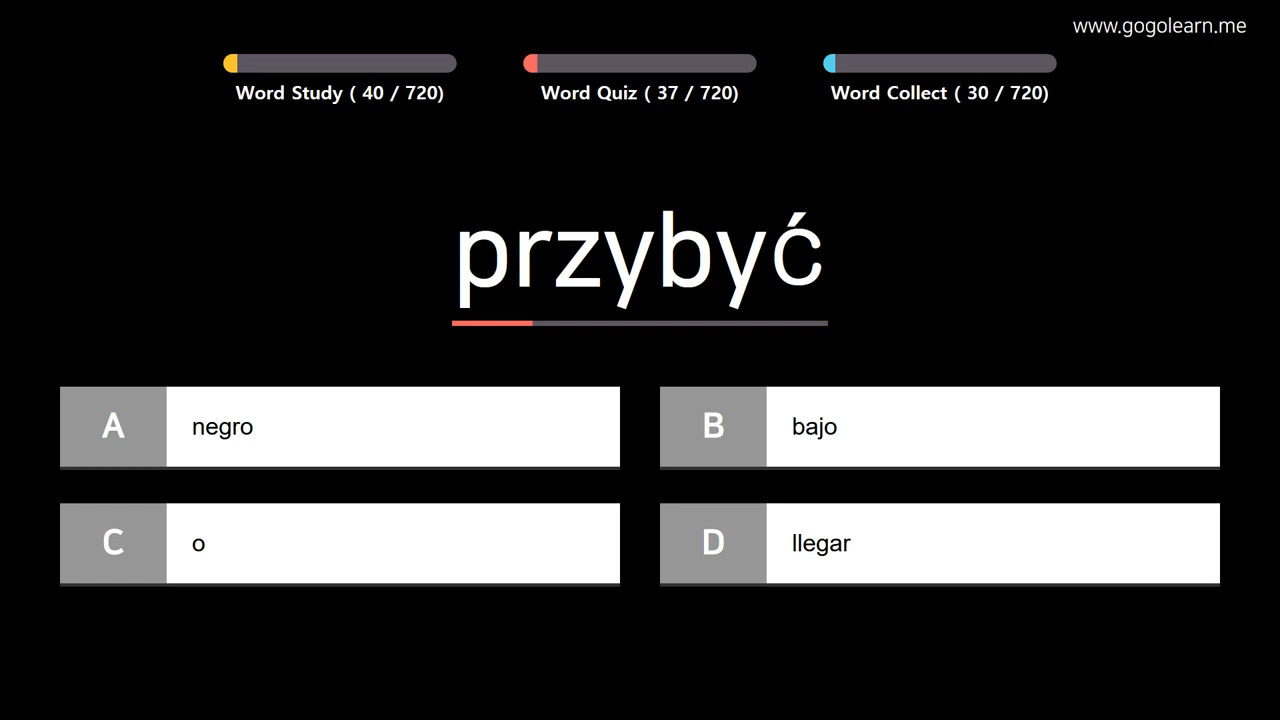 www.gogolearn.me
Word Study ( 40 / 720)
Word Quiz ( 37 / 720)
Word Collect ( 30 / 720)
przybyć
A negro
B bajo
C o
D llegar